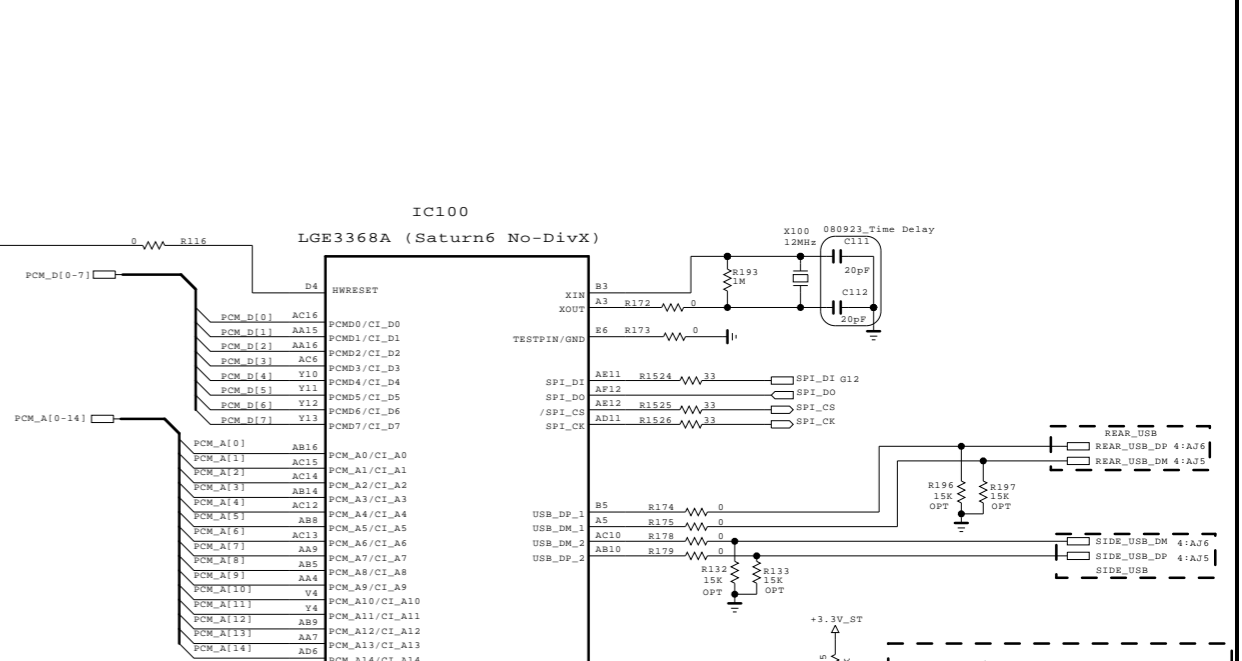 IC100
LGE3368A (Saturn6 No-DivX)
0 R116
PCM_D[0-7]
D4 HWRESET
PCM_D[0] AC16 PCMD0/CI_D0
PCM_D[1] AA15 PCMD1/CI_D1
PCM_D[2] AA16 PCMD2/CI_D2
PCM_D[3] AC6 PCMD3/CI_D3
PCM_D[4] Y10 PCMD4/CI_D4
PCM_D[5] Y11 PCMD5/CI_D5
PCM_D[6] Y12 PCMD6/CI_D6
PCM_D[7] Y13 PCMD7/CI_D7
PCM_A[0-14]
PCM_A[0] AB16 PCM_A0/CI_A0
PCM_A[1] AC15 PCM_A1/CI_A1
PCM_A[2] AC14 PCM_A2/CI_A2
PCM_A[3] AB14 PCM_A3/CI_A3
PCM_A[4] AC12 PCM_A4/CI_A4
PCM_A[5] AB8 PCM_A5/CI_A5
PCM_A[6] AC13 PCM_A6/CI_A6
PCM_A[7] AA9 PCM_A7/CI_A7
PCM_A[8] AB5 PCM_A8/CI_A8
PCM_A[9] AA4 PCM_A9/CI_A9
PCM_A[10] V4 PCM_A10/CI_A10
PCM_A[11] Y4 PCM_A11/CI_A11
PCM_A[12] AB9 PCM_A12/CI_A12
PCM_A[13] AA7 PCM_A13/CI_A13
PCM_A[14] AD6 PCM_A14/CI_A14
X100
12MHz
080923_Time Delay
C111
20pF
C112
20pF
R193
1M
XIN B3
XOUT A3 R172 0
TESTPIN/GND E6 R173 0
SPI_DI AE11 R1524 33 SPI_DI G12
SPI_DO AF12 SPI_DO
/SPI_CS AE12 R1525 33 SPI_CS
SPI_CK AD11 R1526 33 SPI_CK
REAR_USB
REAR_USB_DP 4:AJ6
REAR_USB_DM 4:AJ5
R196
15K
OPT
R197
15K
OPT
USB_DP_1 B5 R174 0
USB_DM_1 A5 R175 0
USB_DM_2 AC10 R178 0
USB_DP_2 AB10 R179 0
SIDE_USB_DM 4:AJ6
SIDE_USB_DP 4:AJ5
SIDE_USB
R132
15K
OPT
R133
15K
OPT
+3.3V_ST